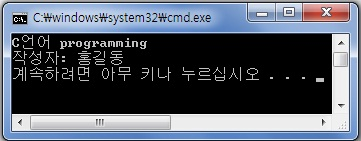 C:₩windows₩system32₩cmd.exe
C언어 programming
작성자: 홍길동
계속하려면 아무 키나 누르십시오 . . .